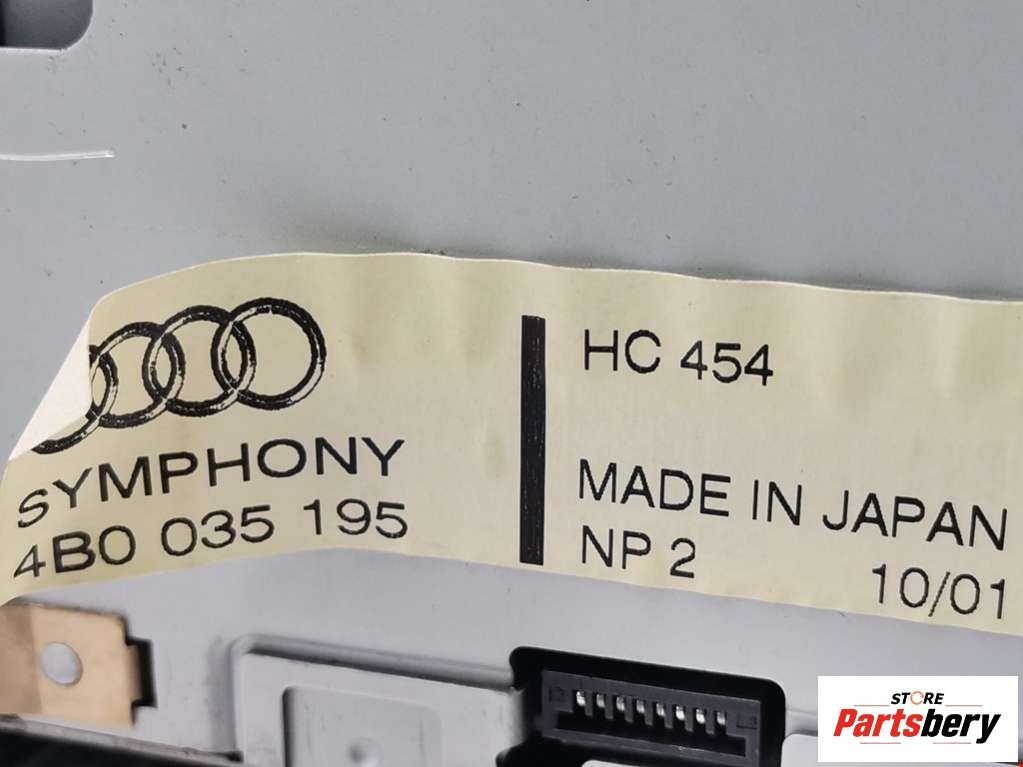 SYMPHONY
4B0 035 195
HC 454
MADE IN JAPAN
NP 2
10/01
STORE
Partsbery